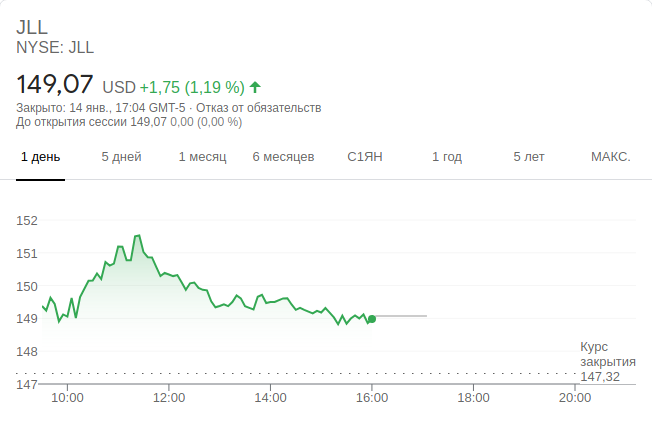 JLL
NYSE: JLL
149,07 USD +1,75 (1,19 %)
Закрыто: 14 янв., 17:04 GMT-5 · Отказ от обязательств
До открытия сессии 149,07 0,00 (0,00 %)
1 день 5 дней 1 месяц 6 месяцев С1ЯН 1 год 5 лет МАКС.
152
151
150
149
148
147
Курс
закрытия
147,32
10:00 12:00 14:00 16:00 18:00 20:00